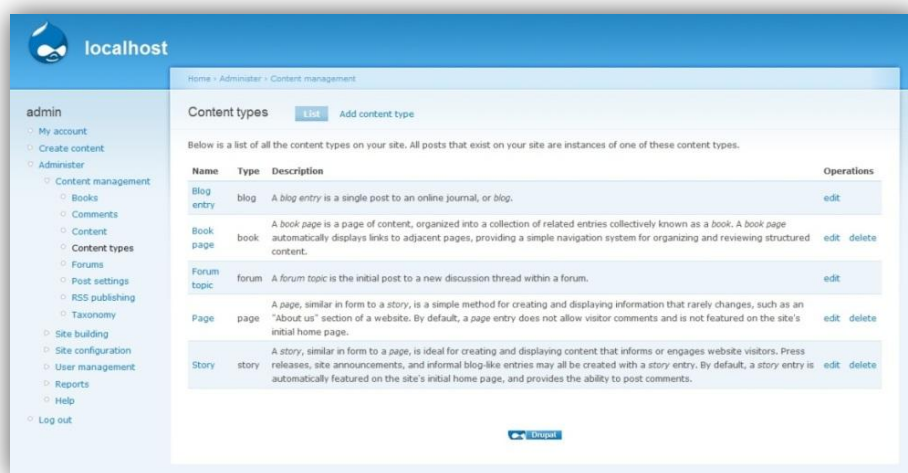 localhost
Home › Administer › Content management
admin
My account
Create content
Administer
Content management
Books
Comments
Content
Content types
Forums
Post settings
RSS publishing
Taxonomy
Site building
Site configuration
User management
Reports
Help
Log out
Content types List Add content type
Below is a list of all the content types on your site. All posts that exist on your site are instances of one of these content types.
Name Type Description Operations
Blog
entry blog A blog entry is a single post to an online journal, or blog. edit
A book page is a page of content, organized into a collection of related entries collectively known as a book. A book page
Book
page book automatically displays links to adjacent pages, providing a simple navigation system for organizing and reviewing structured edit delete
content.
Forum
topic forum A forum topic is the initial post to a new discussion thread within a forum. edit
A page, similar in form to a story, is a simple method for creating and displaying information that rarely changes, such as an
Page page "About us" section of a website. By default, a page entry does not allow visitor comments and is not featured on the site's edit delete
initial home page.
A story, similar in form to a page, is ideal for creating and displaying content that informs or engages website visitors. Press
Story story releases, site announcements, and informal blog-like entries may all be created with a story entry. By default, a story entry is edit delete
automatically featured on the site's initial home page, and provides the ability to post comments.
Drupal